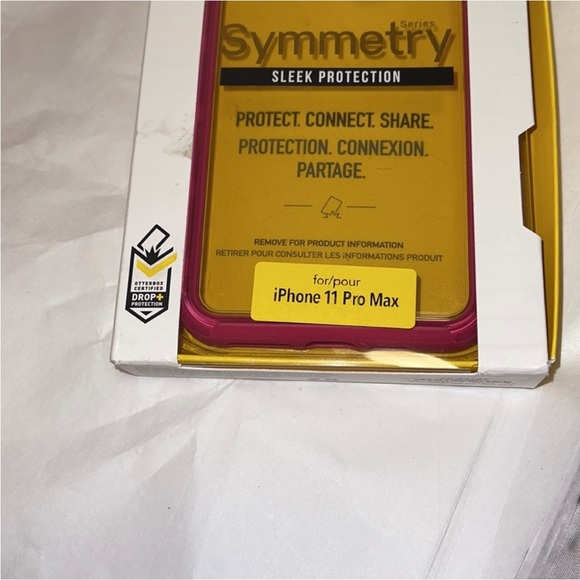 Series
Symmetry
SLEEK PROTECTION
PROTECT. CONNECT. SHARE.
PROTECTION. CONNEXION.
PARTAGE.
REMOVE FOR PRODUCT INFORMATION
RETIRER POUR CONSULTER LES INFORMATIONS PRODUIT
for/pour
iPhone 11 Pro Max
OTTERBOX
CERTIFIED
DROP+
PROTECTION